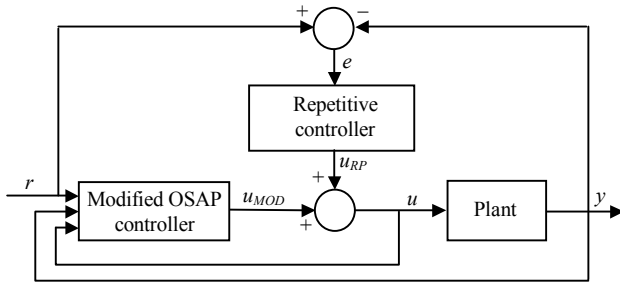 + −
e
Repetitive
controller
u_RP
+
r
Modified OSAP
controller
u_MOD
+
u
Plant
y